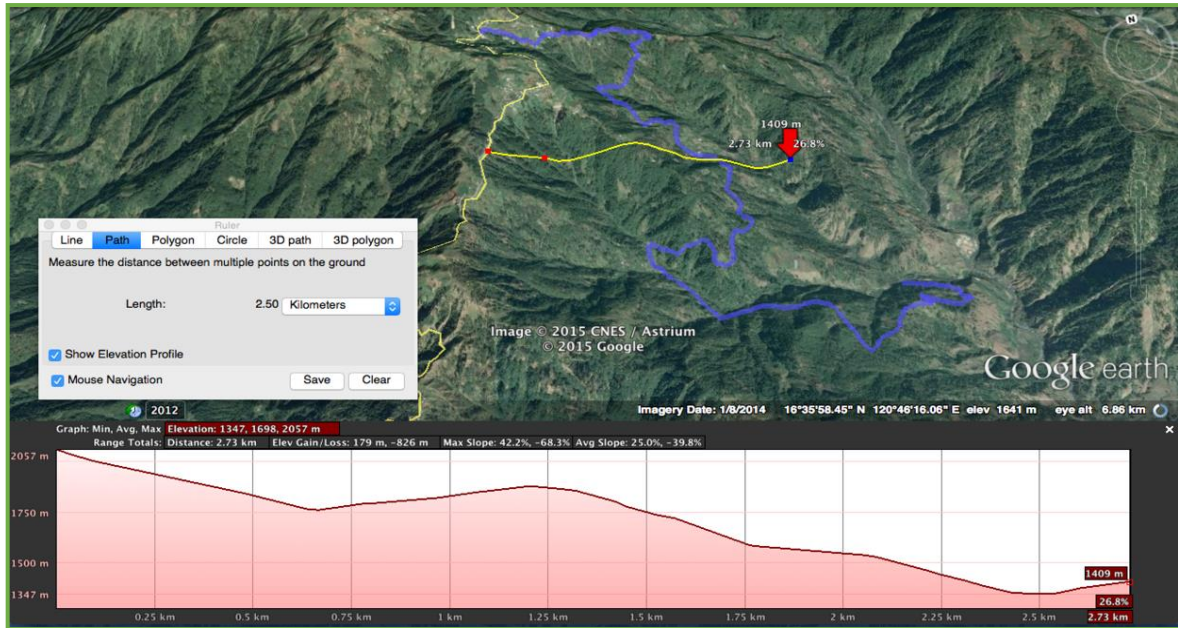 N
1409 m
2.73 km 26.8%
Ruler
Line Path Polygon Circle 3D path 3D polygon
Measure the distance between multiple points on the ground
Length: 2.50 Kilometers
Show Elevation Profile
Mouse Navigation Save Clear
Image © 2015 CNES / Astrium
© 2015 Google
Google earth
2012
Imagery Date: 1/8/2014 16°35'58.45" N 120°46'16.06" E elev 1641 m eye alt 6.86 km
Graph: Min, Avg, Max Elevation: 1347, 1698, 2057 m
Range Totals: Distance: 2.73 km Elev Gain/Loss: 179 m, -826 m Max Slope: 42.2%, -68.3% Avg Slope: 25.0%, -39.8%
2057 m
1750 m
1500 m
1347 m
1409 m
26.8%
0.25 km 0.5 km 0.75 km 1 km 1.25 km 1.5 km 1.75 km 2 km 2.25 km 2.5 km 2.73 km